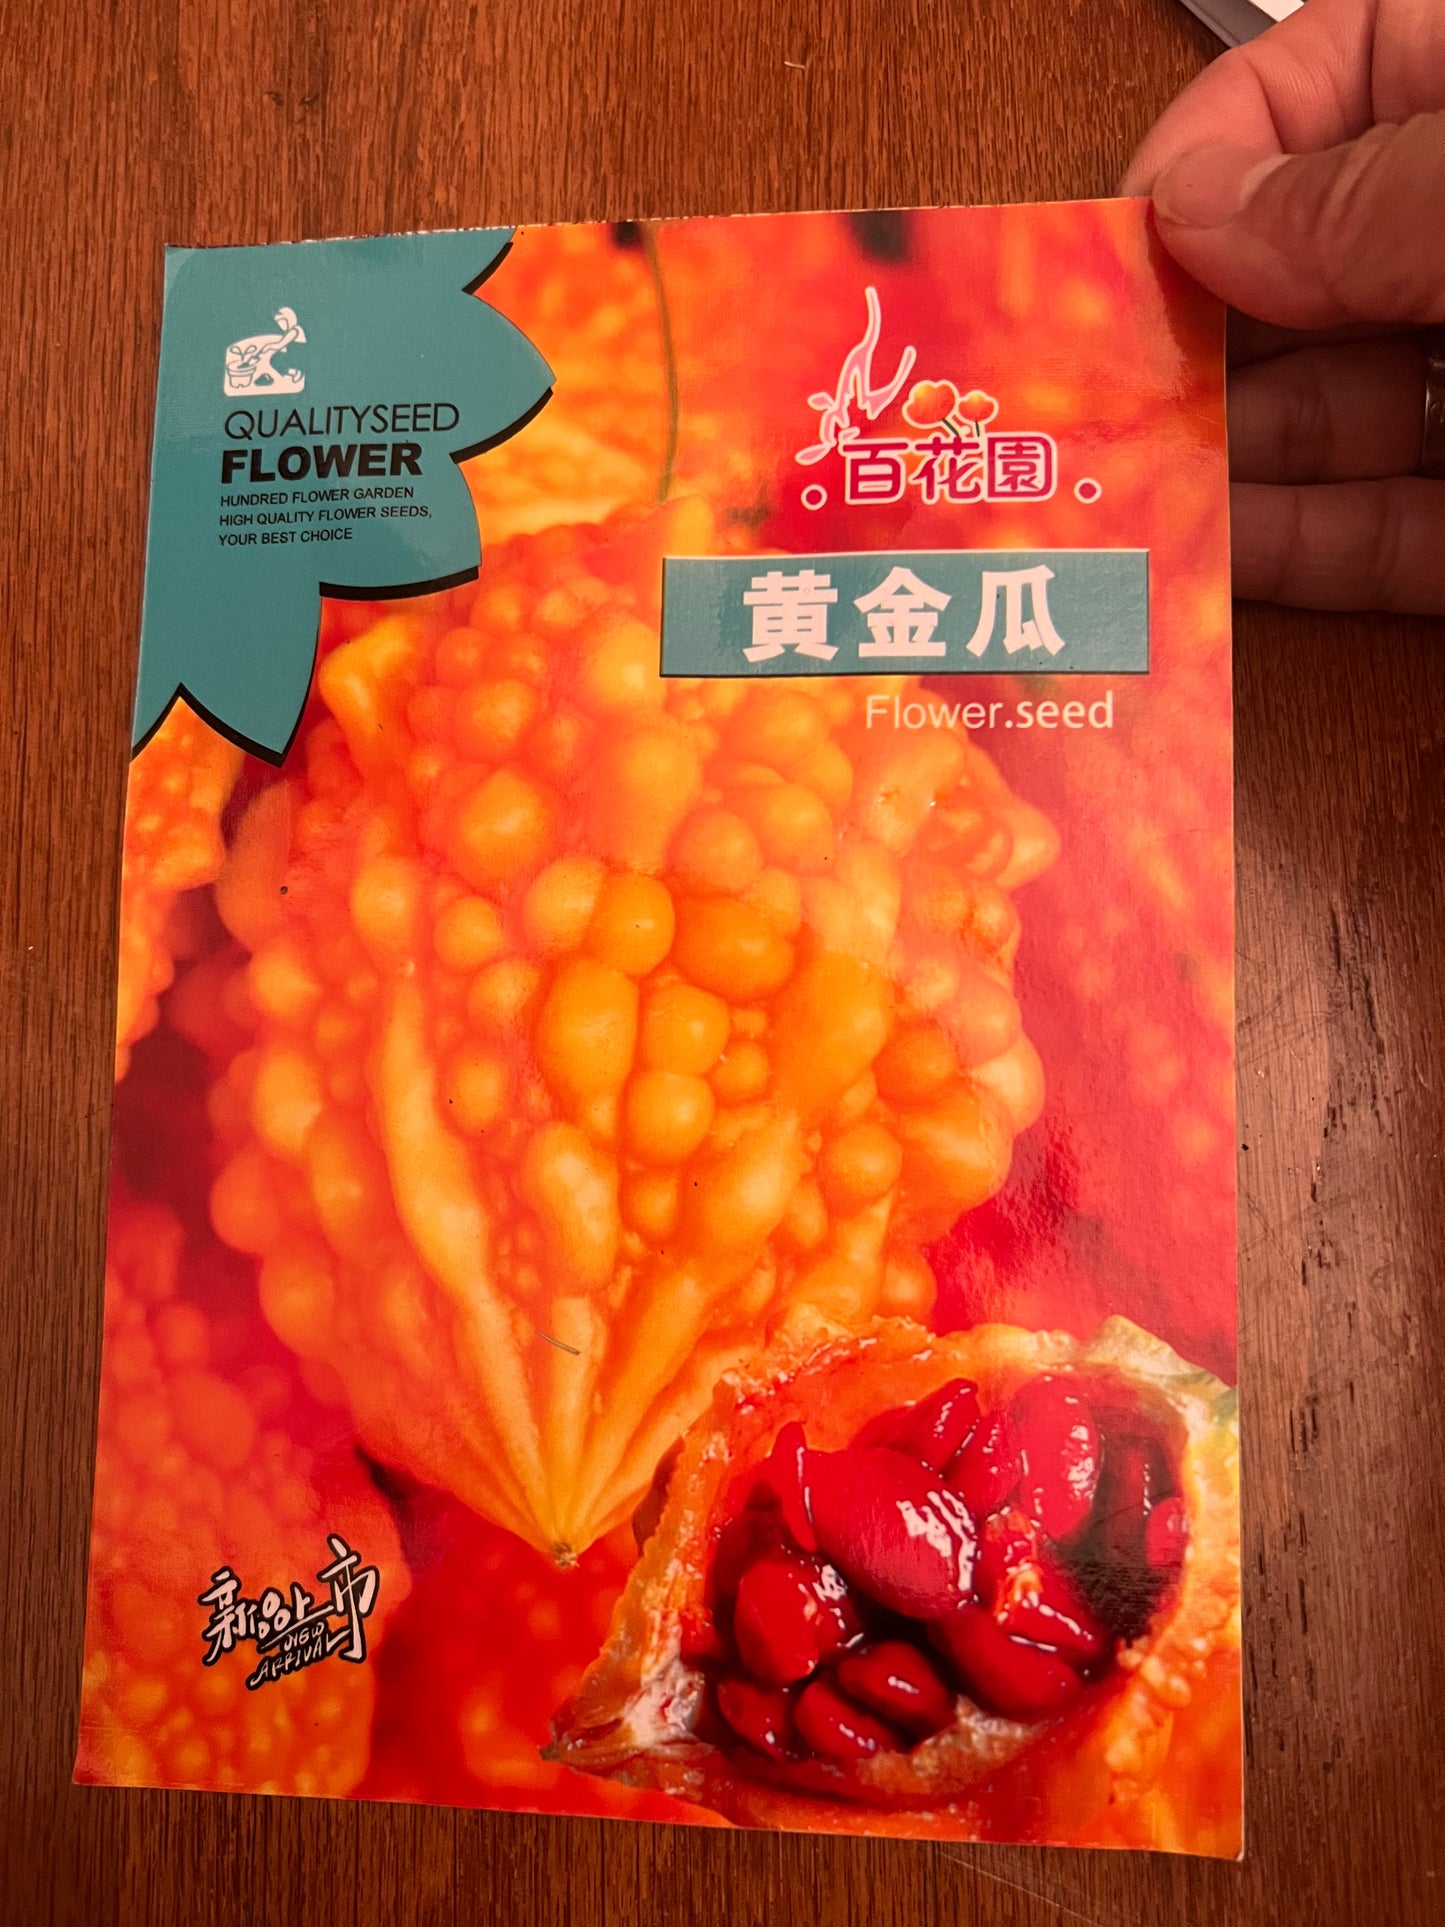 QUALITYSEED
FLOWER
HUNDRED FLOWER GARDEN
HIGH QUALITY FLOWER SEEDS,
YOUR BEST CHOICE
·百花園·
黄金瓜
Flower.seed
新品上市
NEW
ARRIVAL